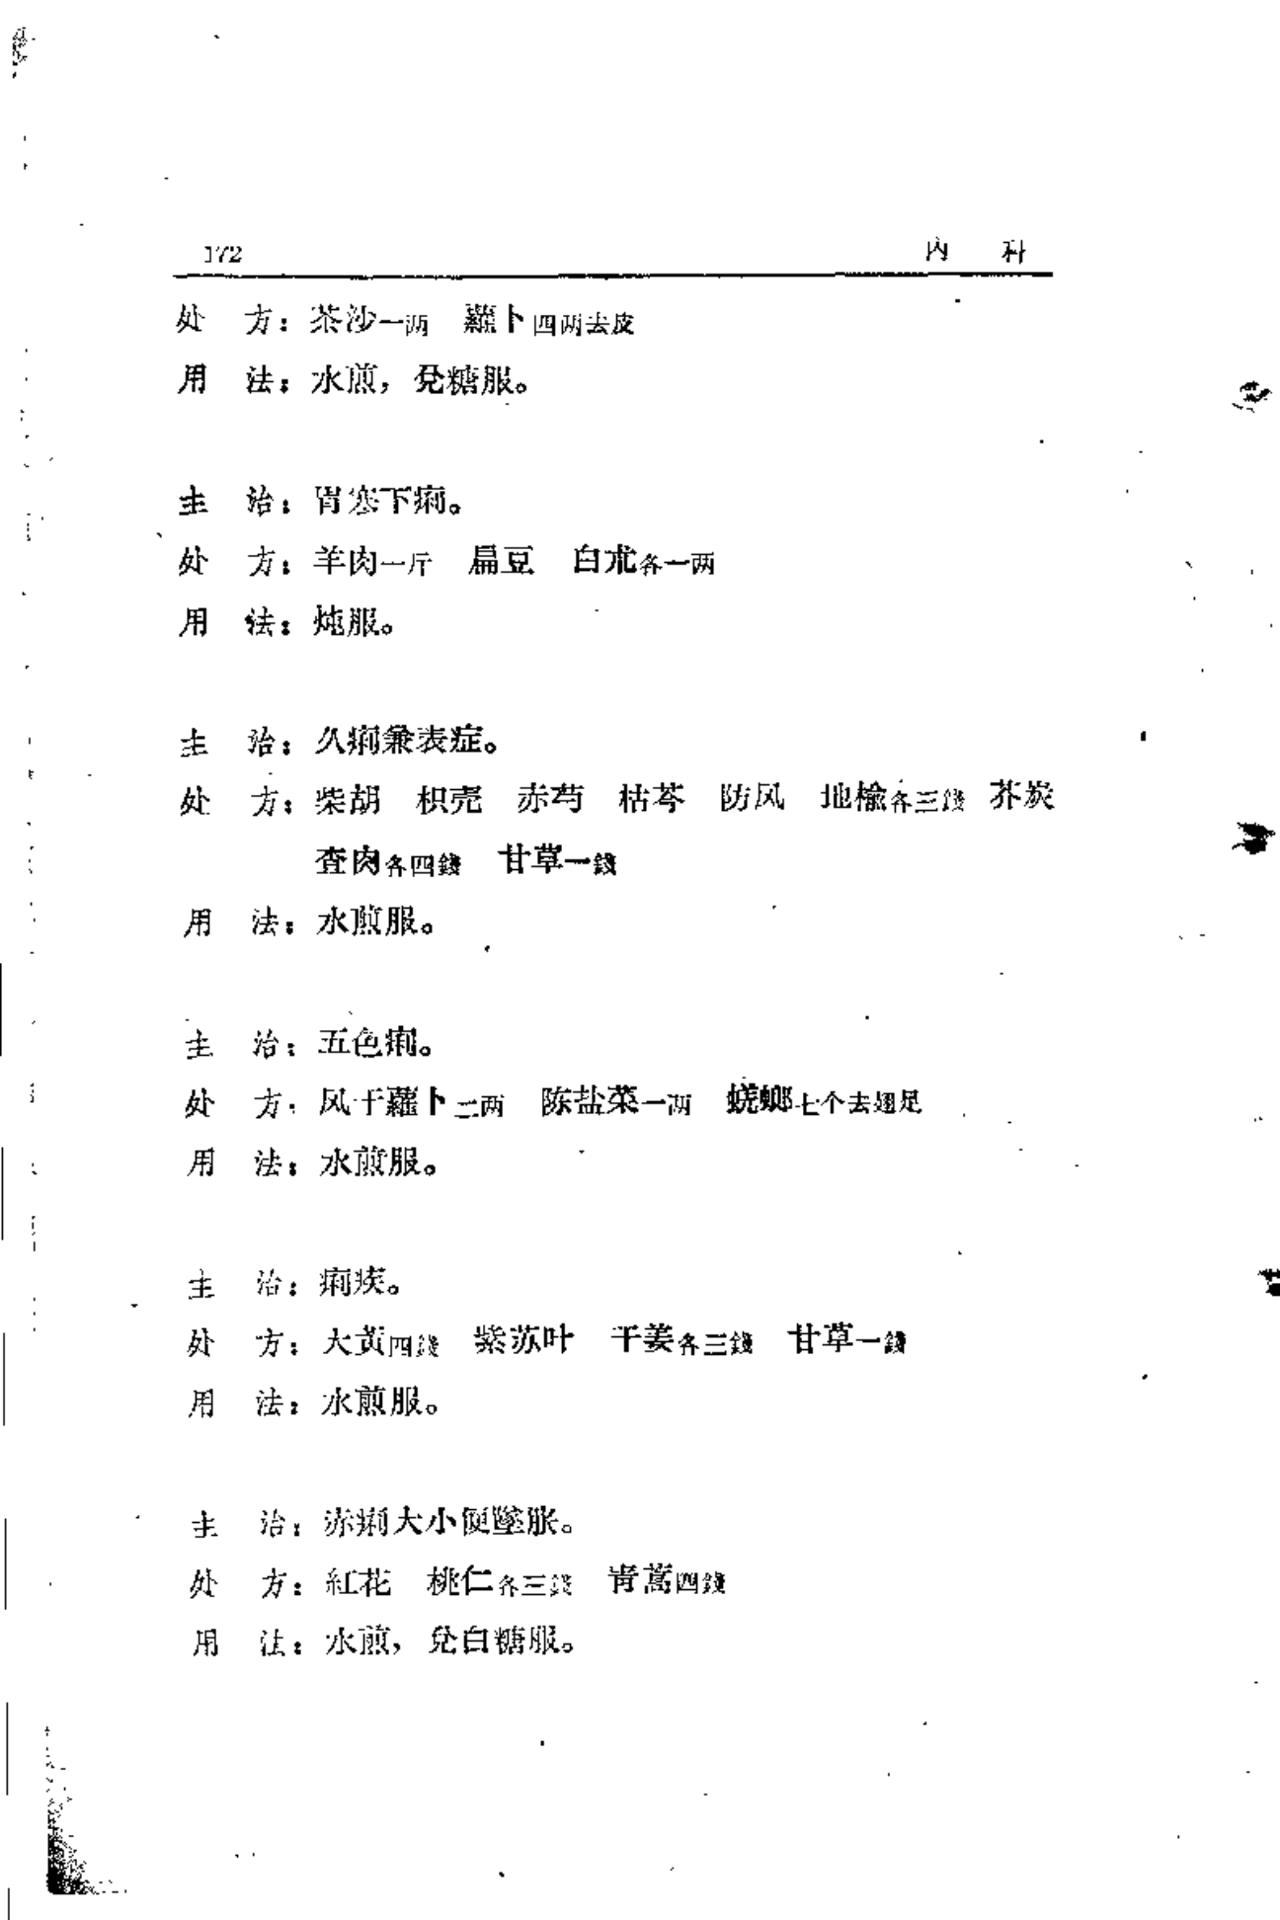 172 内 科
处 方：茶沙一两 蘿卜四两去皮
用 法：水煎，兌糖服。
主 治：胃寒下痢。
处 方：羊肉一斤 扁豆 白朮各一两
用 法：炖服。
主 治：久痢兼表症。
处 方：柴胡 枳壳 赤芍 枯芩 防风 地榆各三錢 芥炭
查肉各四錢 甘草一錢
用 法：水煎服。
主 治：五色痢。
处 方：风干蘿卜二两 陈盐菜一两 蜣螂七个去翅足
用 法：水煎服。
主 治：痢疾。
处 方：大黃四錢 紫苏叶 干姜各三錢 甘草一錢
用 法：水煎服。
主 治：赤痢大小便墜胀。
处 方：紅花 桃仁各三錢 青蒿四錢
用 法：水煎，兌白糖服。